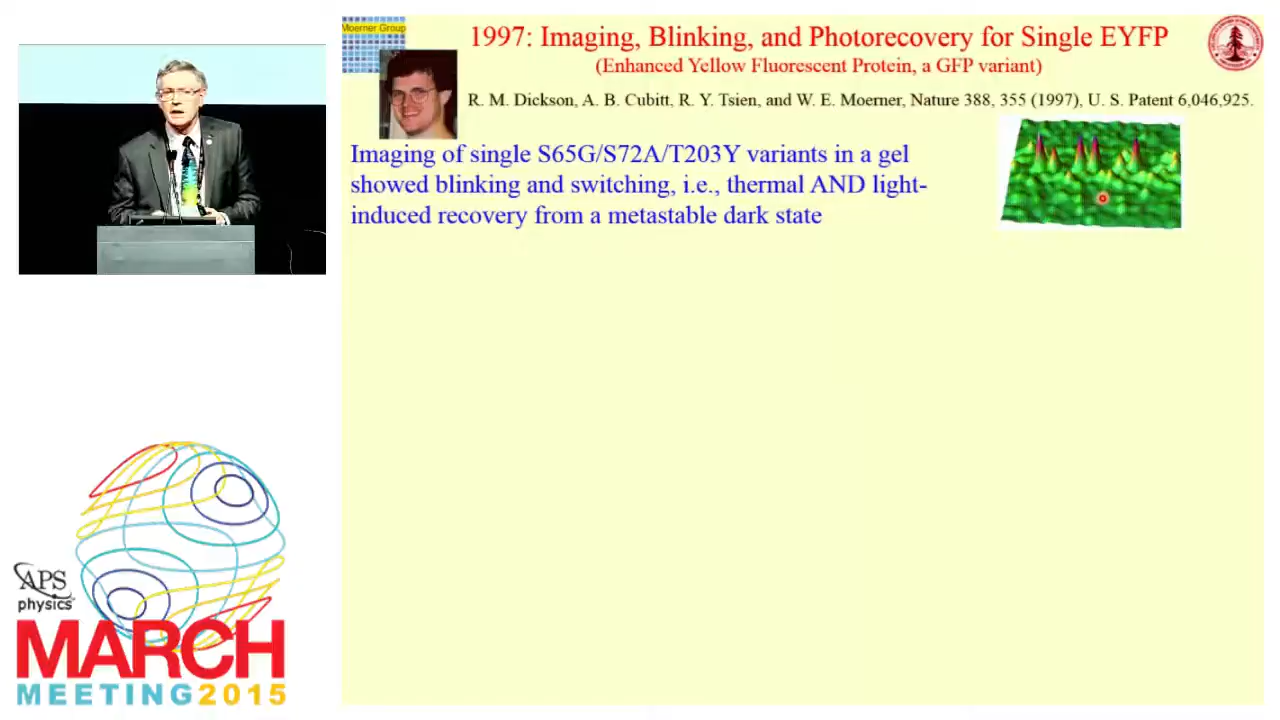 Moerner Group
1997: Imaging, Blinking, and Photorecovery for Single EYFP
(Enhanced Yellow Fluorescent Protein, a GFP variant)
R. M. Dickson, A. B. Cubitt, R. Y. Tsien, and W. E. Moerner, Nature 388, 355 (1997), U. S. Patent 6,046,925.
Imaging of single S65G/S72A/T203Y variants in a gel
showed blinking and switching, i.e., thermal AND light-
induced recovery from a metastable dark state
APS
physics
MARCH
MEETING 2015